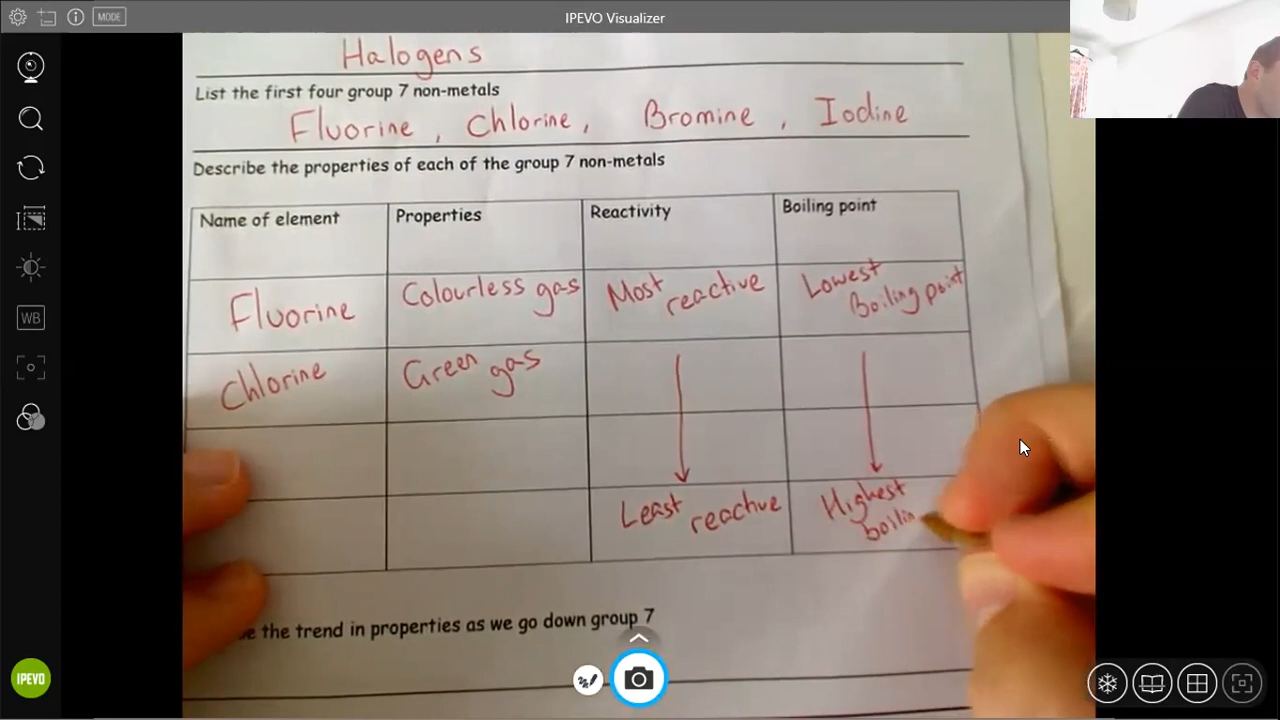 MODE
IPEVO Visualizer
Halogens
List the first four group 7 non-metals
Fluorine, Chlorine, Bromine, Iodine
Describe the properties of each of the group 7 non-metals
Name of element Properties Reactivity Boiling point
Fluorine Colourless gas Most reactive Lowest Boiling point
Chlorine Green gas
WB
Least reactive Highest boilin
the trend in properties as we go down group 7
IPEVO